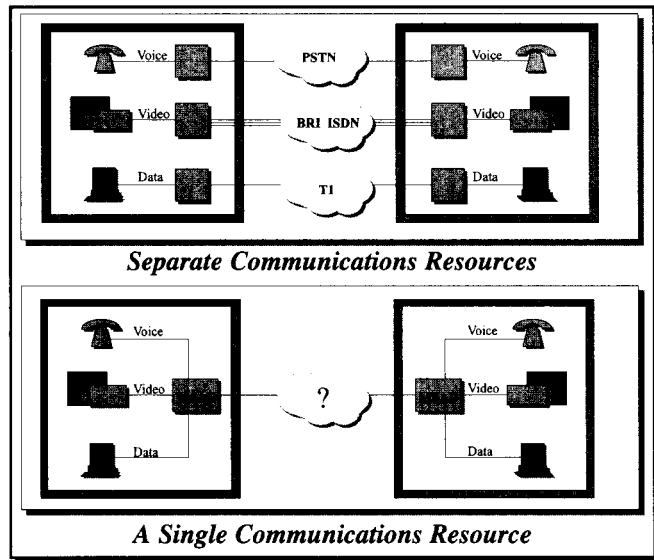 Voice PSTN Voice
Video BRI ISDN Video
Data T1 Data
Separate Communications Resources
Voice Voice
Video ? Video
Data Data
A Single Communications Resource